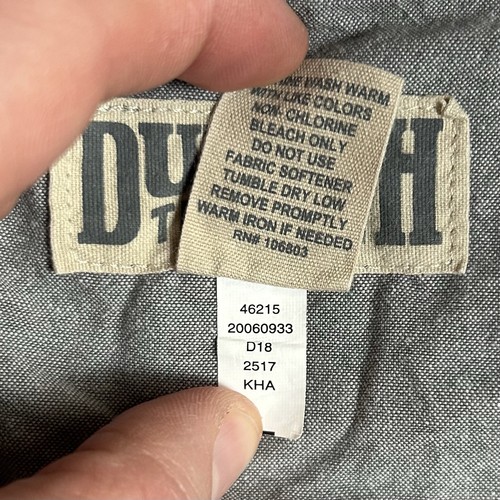 DU H
T
WASH WARM
WITH LIKE COLORS
NON-CHLORINE
BLEACH ONLY
DO NOT USE
FABRIC SOFTENER
TUMBLE DRY LOW
REMOVE PROMPTLY
WARM IRON IF NEEDED
RN# 106803
46215
20060933
D18
2517
KHA